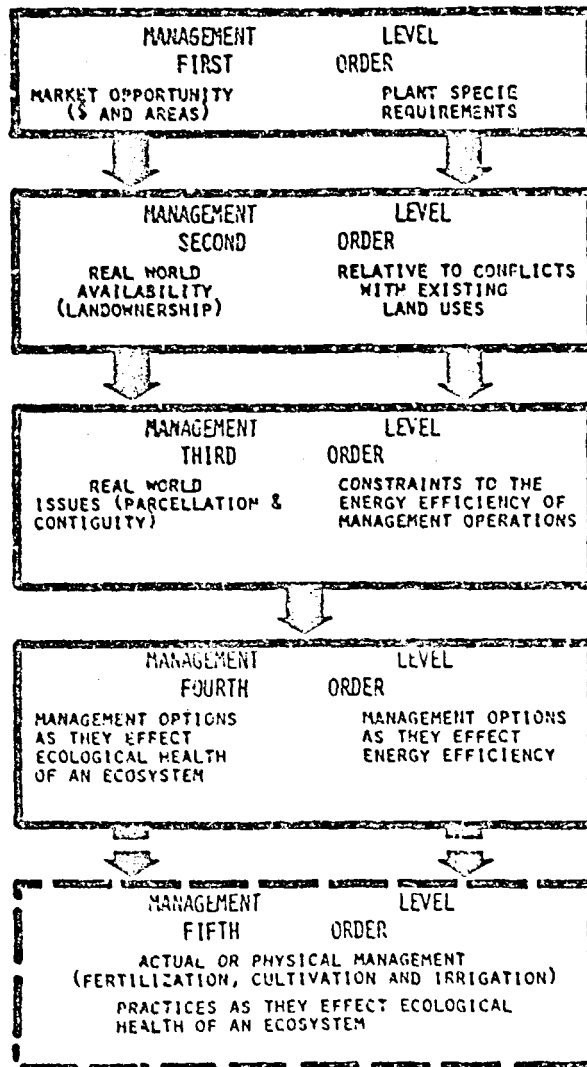 MANAGEMENT LEVEL
FIRST ORDER
MARKET OPPORTUNITY
($ AND AREAS)
PLANT SPECIE
REQUIREMENTS
MANAGEMENT LEVEL
SECOND ORDER
REAL WORLD
AVAILABILITY
(LANDOWNERSHIP)
RELATIVE TO CONFLICTS
WITH EXISTING
LAND USES
MANAGEMENT LEVEL
THIRD ORDER
REAL WORLD
ISSUES (PARCELLATION &
CONTIGUITY)
CONSTRAINTS TO THE
ENERGY EFFICIENCY OF
MANAGEMENT OPERATIONS
MANAGEMENT LEVEL
FOURTH ORDER
MANAGEMENT OPTIONS
AS THEY EFFECT
ECOLOGICAL HEALTH
OF AN ECOSYSTEM
MANAGEMENT OPTIONS
AS THEY EFFECT
ENERGY EFFICIENCY
MANAGEMENT LEVEL
FIFTH ORDER
ACTUAL OR PHYSICAL MANAGEMENT
(FERTILIZATION, CULTIVATION AND IRRIGATION)
PRACTICES AS THEY EFFECT ECOLOGICAL
HEALTH OF AN ECOSYSTEM